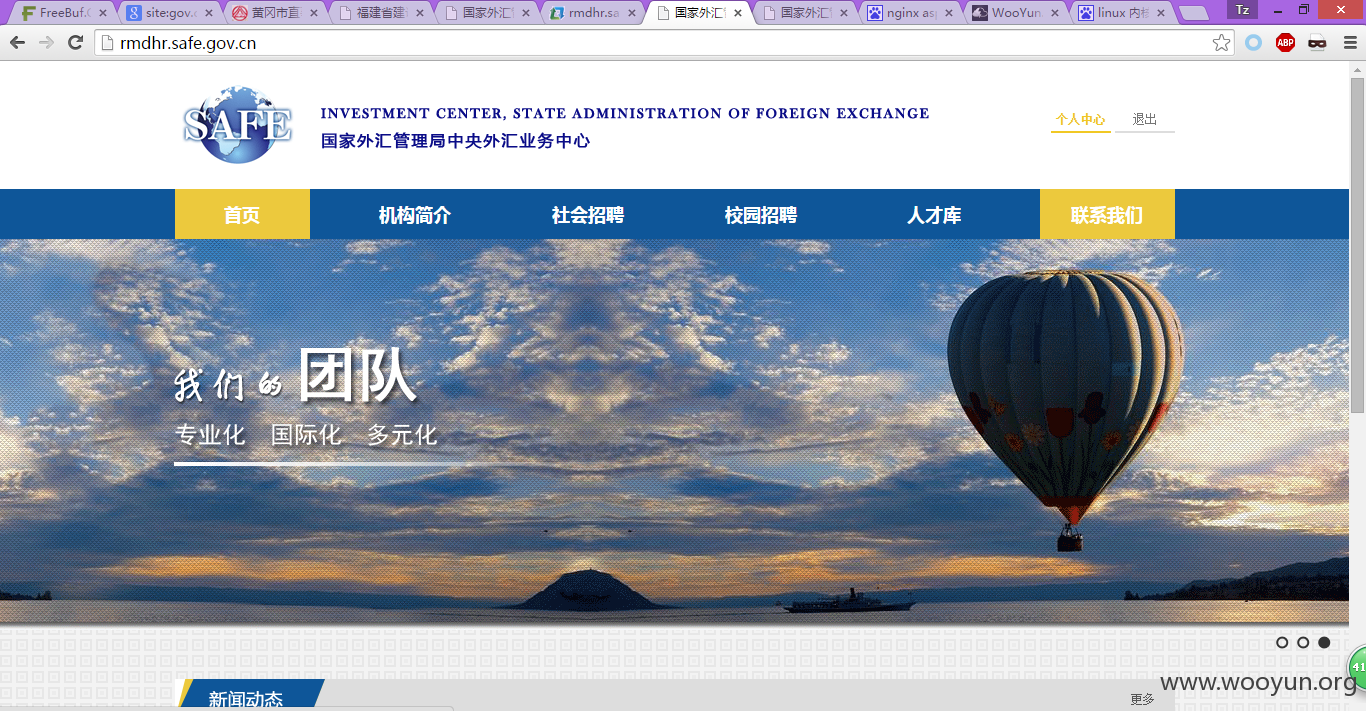 FreeBuf.C
site:gov.c
黄冈市直
福建省建
国家外汇
rmdhr.sa
国家外汇
国家外汇
nginx asp
WooYun.
linux 内核
Tz
rmdhr.safe.gov.cn
ABP
SAFE
INVESTMENT CENTER, STATE ADMINISTRATION OF FOREIGN EXCHANGE
国家外汇管理局中央外汇业务中心
个人中心 退出
首页 机构简介 社会招聘 校园招聘 人才库 联系我们
我们的 团队
专业化 国际化 多元化
41
新闻动态
更多
www.wooyun.org